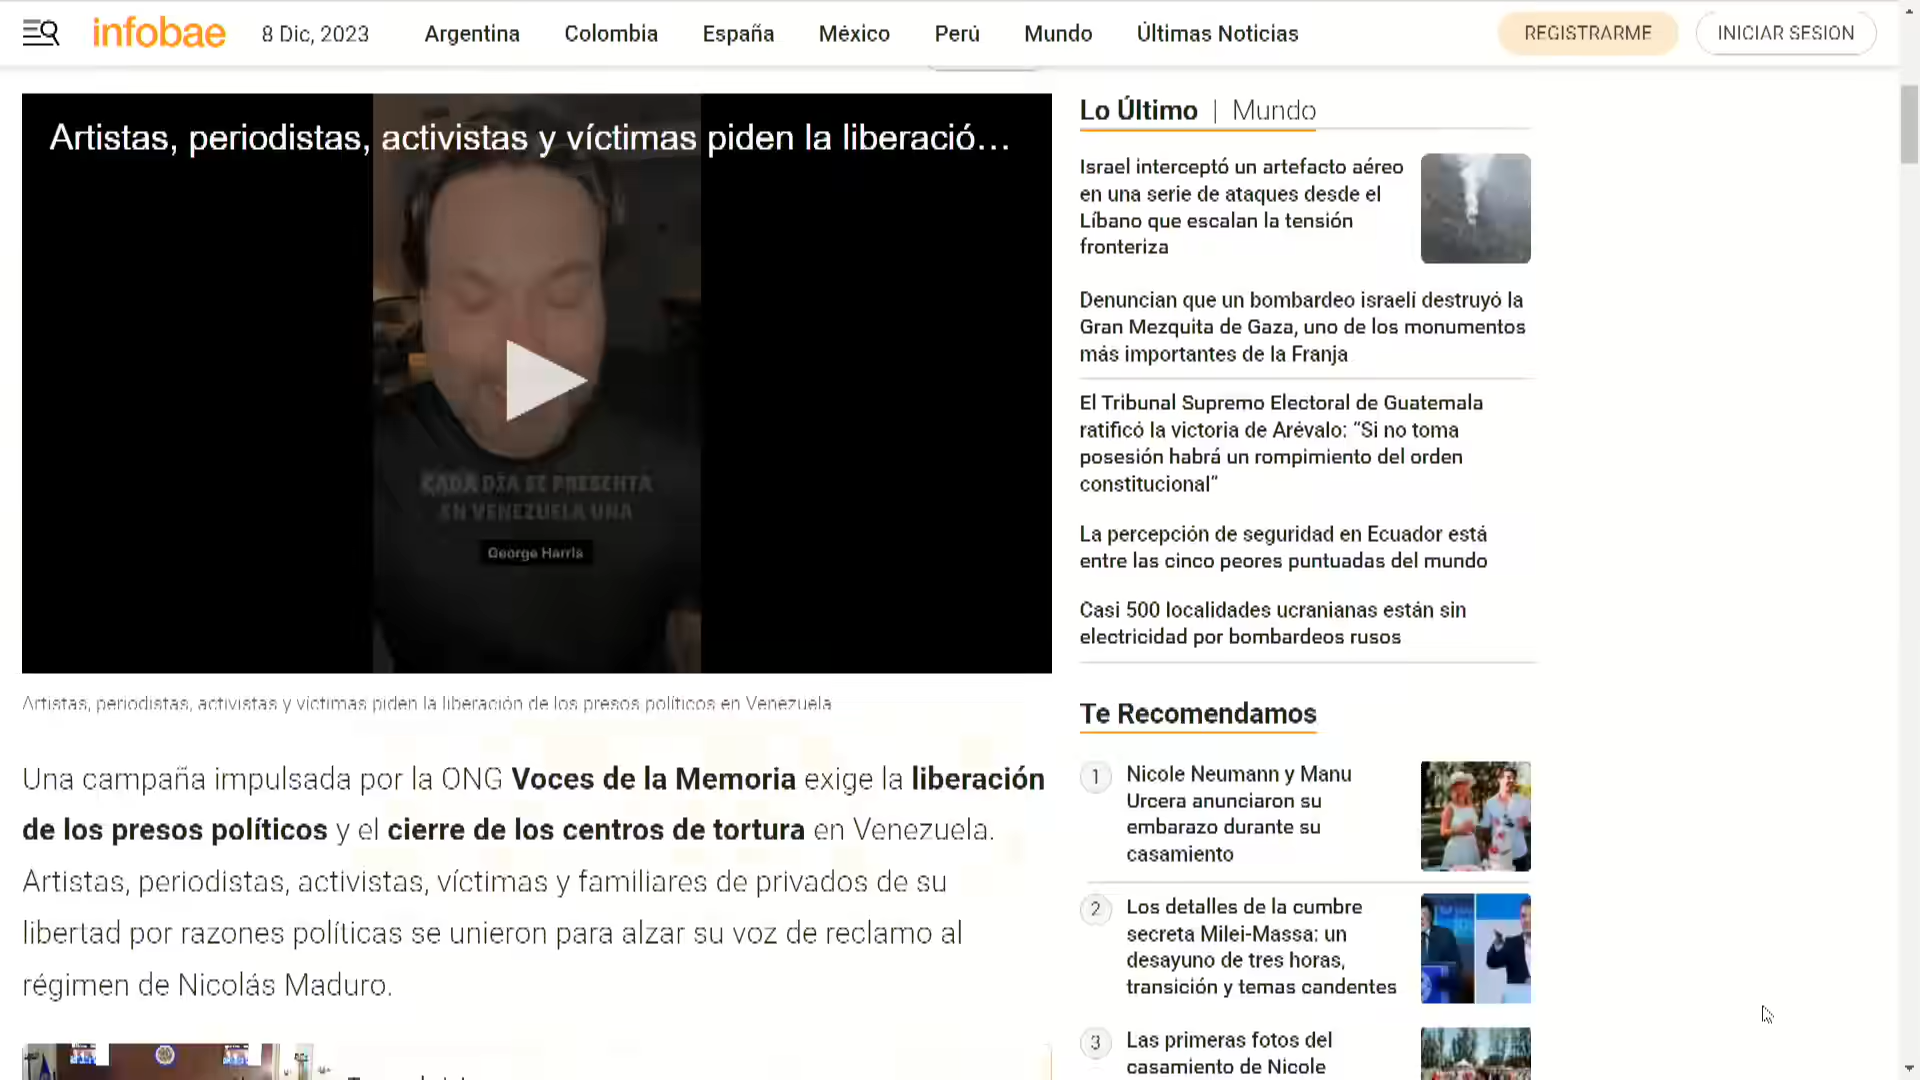 infobae
8 Dic, 2023
Argentina
Colombia
España
México
Perú
Mundo
Últimas Noticias
REGISTRARME
INICIAR SESIÓN
Artistas, periodistas, activistas y víctimas piden la liberació...
CADA DÍA SE PRESENTA
EN VENEZUELA UNA
George Harris
Artistas, periodistas, activistas y víctimas piden la liberación de los presos políticos en Venezuela
Una campaña impulsada por la ONG Voces de la Memoria exige la liberación
de los presos políticos y el cierre de los centros de tortura en Venezuela.
Artistas, periodistas, activistas, víctimas y familiares de privados de su
libertad por razones políticas se unieron para alzar su voz de reclamo al
régimen de Nicolás Maduro.
Lo Último | Mundo
Israel interceptó un artefacto aéreo
en una serie de ataques desde el
Líbano que escalan la tensión
fronteriza
Denuncian que un bombardeo israelí destruyó la
Gran Mezquita de Gaza, uno de los monumentos
más importantes de la Franja
El Tribunal Supremo Electoral de Guatemala
ratificó la victoria de Arévalo: “Si no toma
posesión habrá un rompimiento del orden
constitucional”
La percepción de seguridad en Ecuador está
entre las cinco peores puntuadas del mundo
Casi 500 localidades ucranianas están sin
electricidad por bombardeos rusos
Te Recomendamos
1
Nicole Neumann y Manu
Urcera anunciaron su
embarazo durante su
casamiento
2
Los detalles de la cumbre
secreta Milei-Massa: un
desayuno de tres horas,
transición y temas candentes
3
Las primeras fotos del
casamiento de Nicole